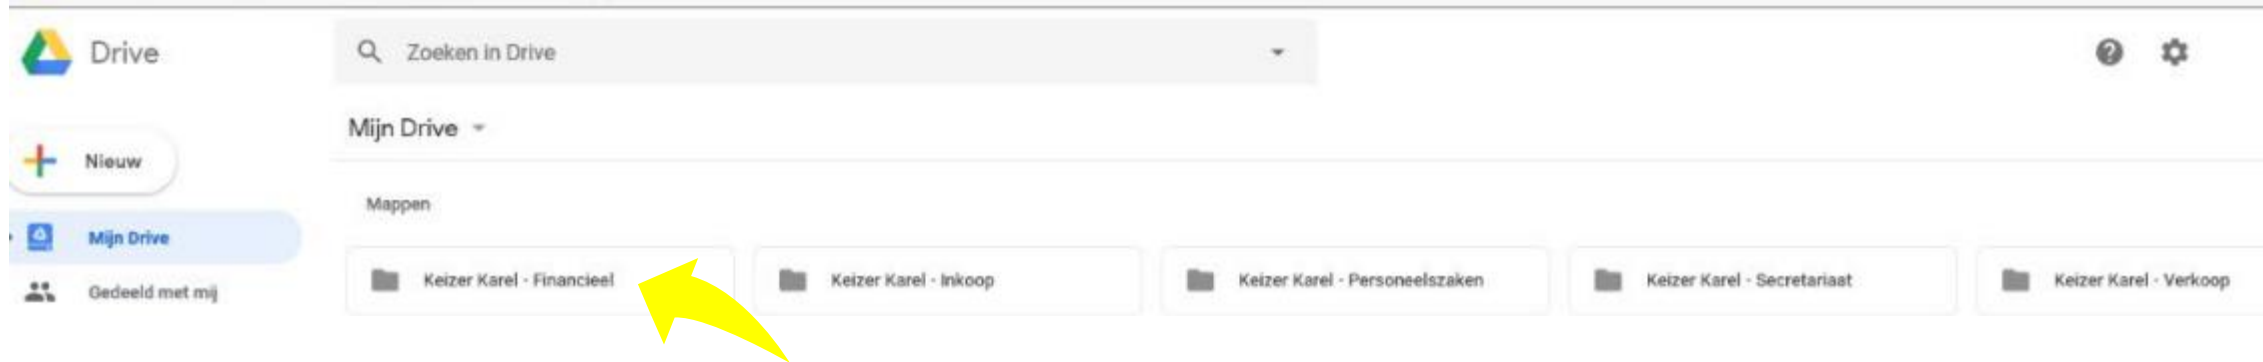 Drive
Zoeken in Drive
Mijn Drive
Nieuw
Mappen
Mijn Drive
Keizer Karel - Financieel
Keizer Karel - Inkoop
Keizer Karel - Personeelszaken
Keizer Karel - Secretariaat
Keizer Karel - Verkoop
Gedeeld met mij